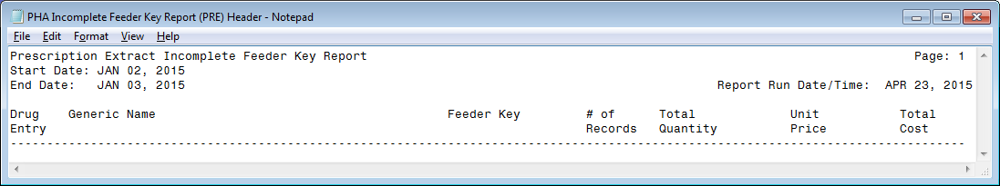 PHA Incomplete Feeder Key Report (PRE) Header - Notepad
File Edit Format View Help
Prescription Extract Incomplete Feeder Key Report Page: 1
Start Date: JAN 02, 2015
End Date: JAN 03, 2015 Report Run Date/Time: APR 23, 2015
Drug Generic Name Feeder Key # of Total Unit Total
Entry Records Quantity Price Cost
-----------------------------------------------------------------------------------------------------------------------------------